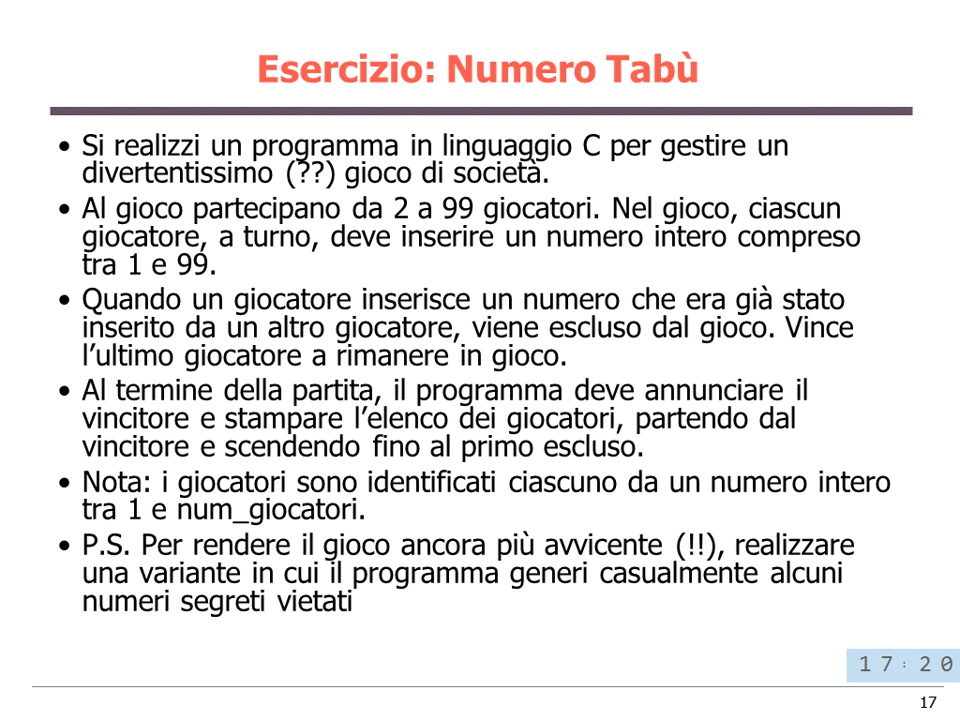 Esercizio: Numero Tabù
• Si realizzi un programma in linguaggio C per gestire un
divertentissimo (??) gioco di società.
• Al gioco partecipano da 2 a 99 giocatori. Nel gioco, ciascun
giocatore, a turno, deve inserire un numero intero compreso
tra 1 e 99.
• Quando un giocatore inserisce un numero che era già stato
inserito da un altro giocatore, viene escluso dal gioco. Vince
l’ultimo giocatore a rimanere in gioco.
• Al termine della partita, il programma deve annunciare il
vincitore e stampare l’elenco dei giocatori, partendo dal
vincitore e scendendo fino al primo escluso.
• Nota: i giocatori sono identificati ciascuno da un numero intero
tra 1 e num_giocatori.
• P.S. Per rendere il gioco ancora più avvicente (!!), realizzare
una variante in cui il programma generi casualmente alcuni
numeri segreti vietati
17:20
17